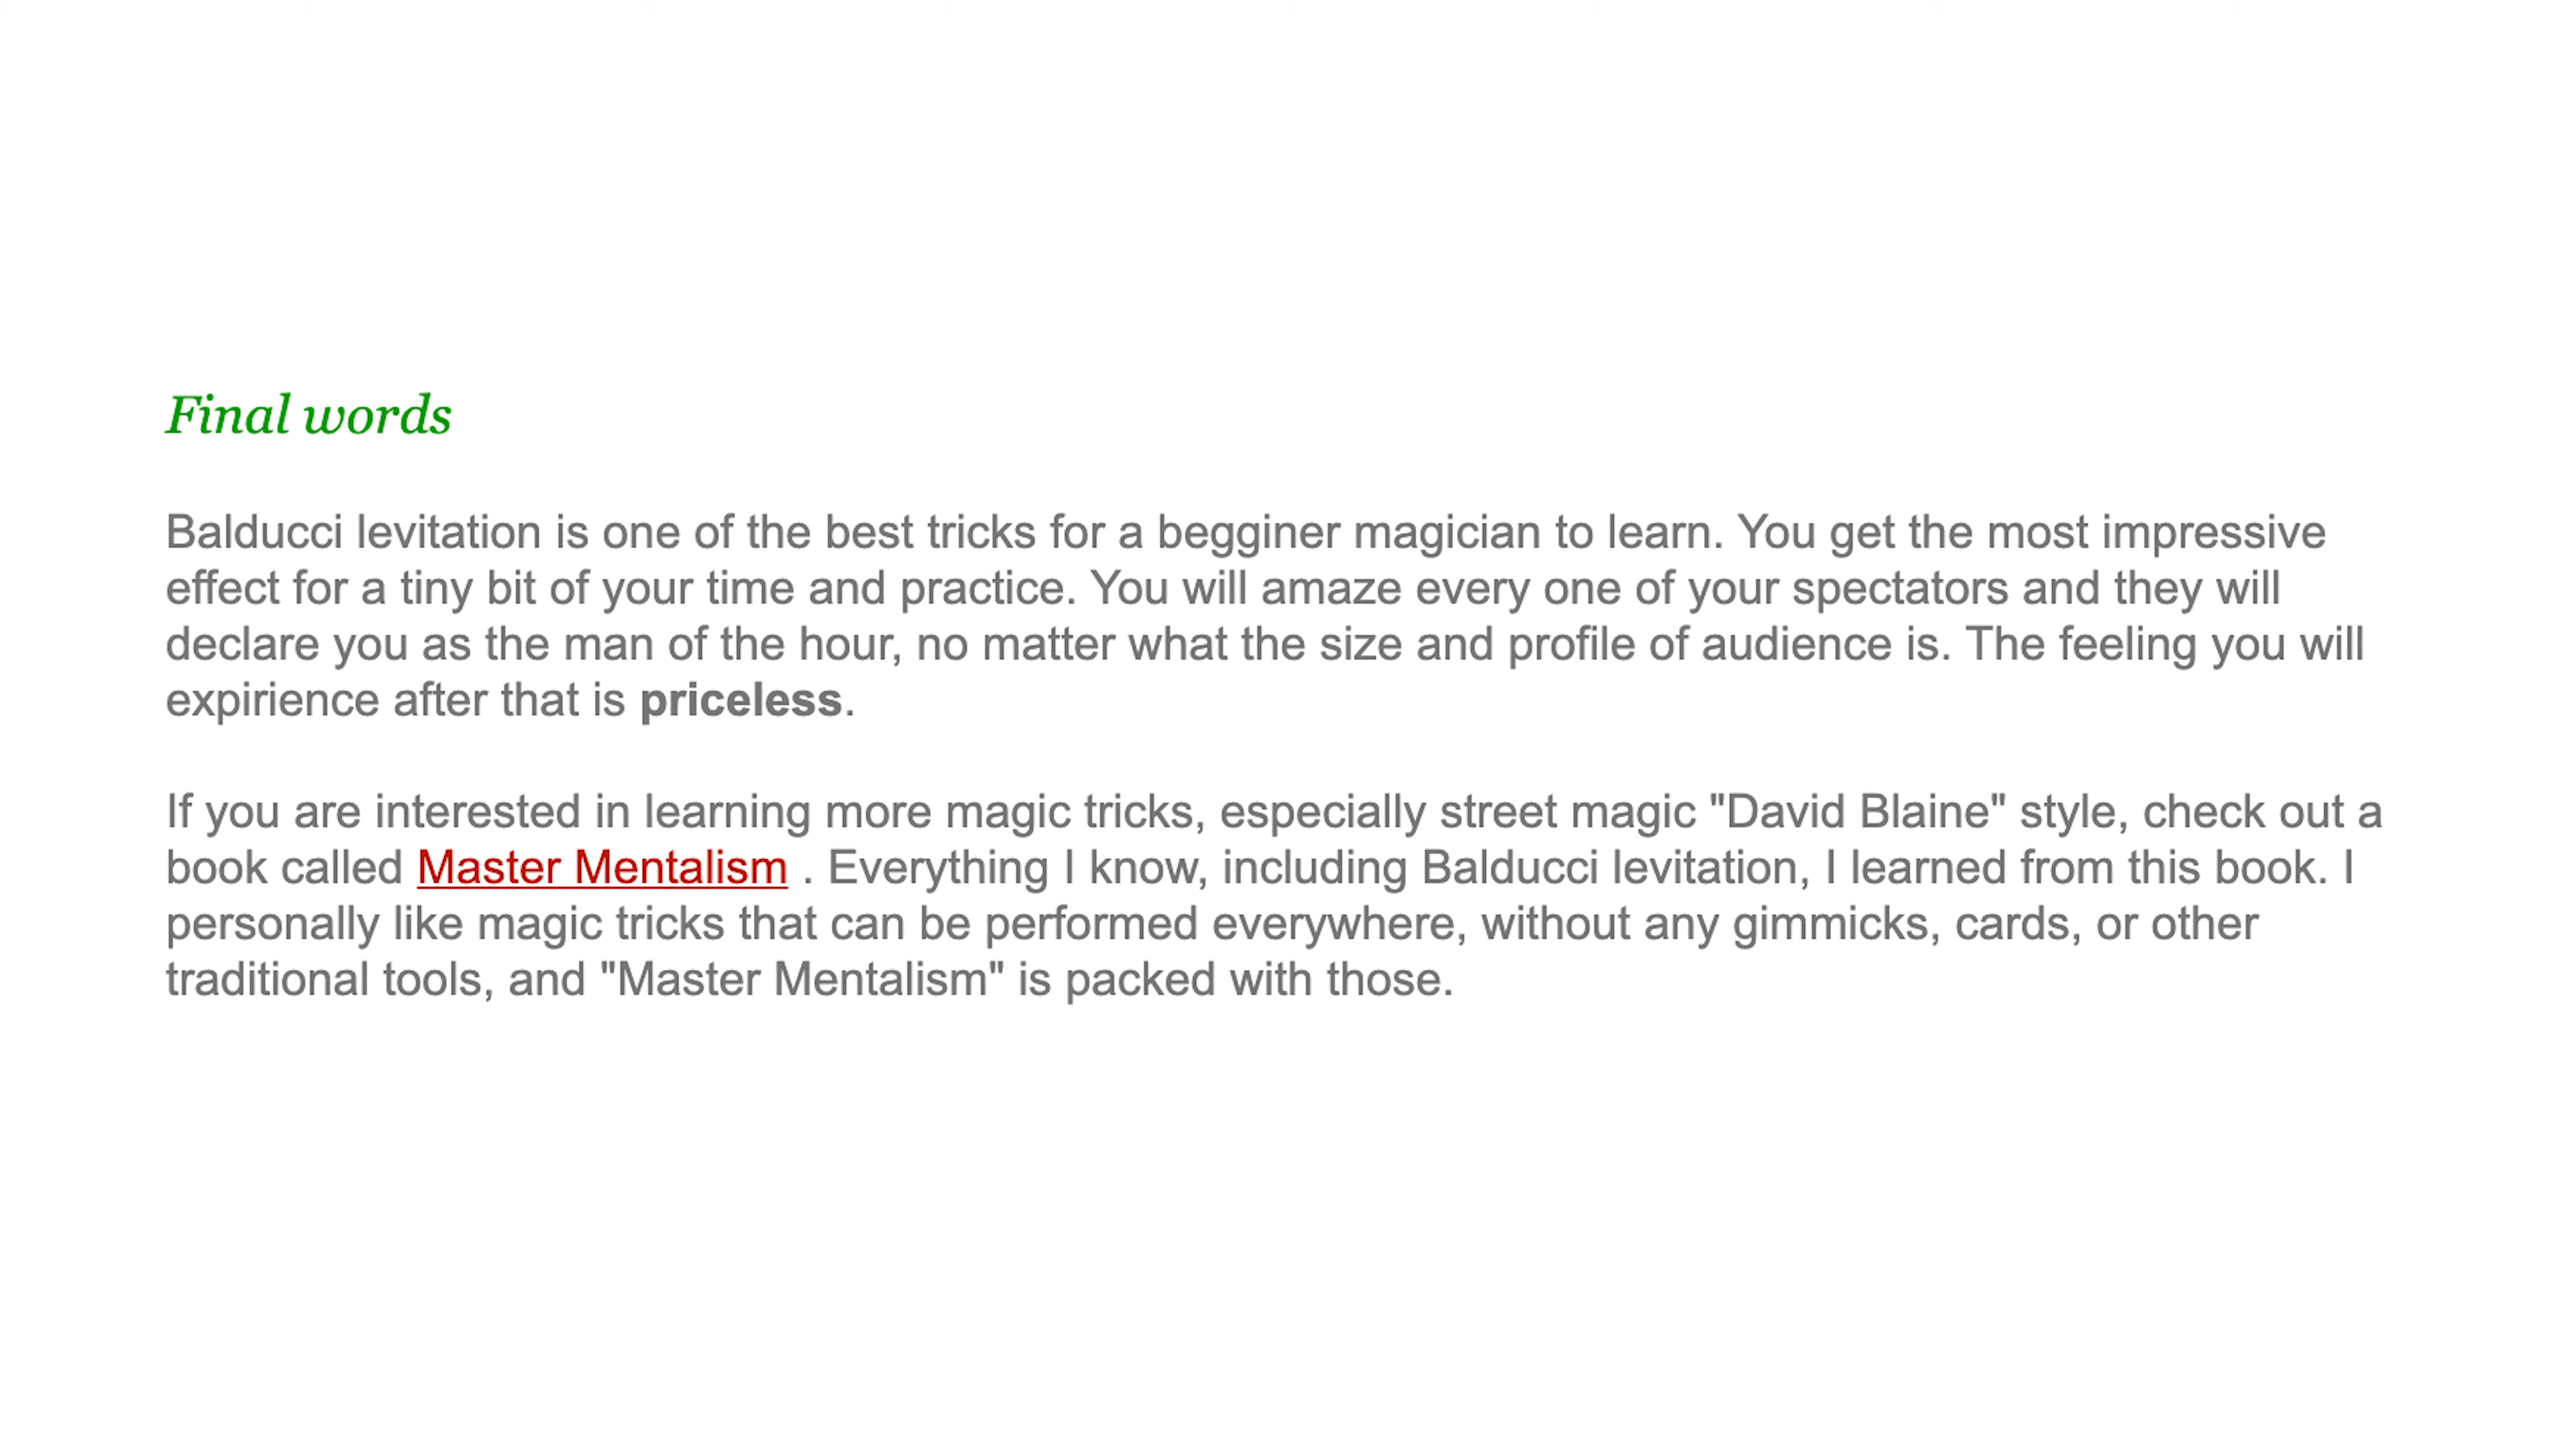 Final words
Balducci levitation is one of the best tricks for a begginer magician to learn. You get the most impressive
effect for a tiny bit of your time and practice. You will amaze every one of your spectators and they will
declare you as the man of the hour, no matter what the size and profile of audience is. The feeling you will
expirience after that is priceless.
If you are interested in learning more magic tricks, especially street magic "David Blaine" style, check out a
book called Master Mentalism . Everything I know, including Balducci levitation, I learned from this book. I
personally like magic tricks that can be performed everywhere, without any gimmicks, cards, or other
traditional tools, and "Master Mentalism" is packed with those.